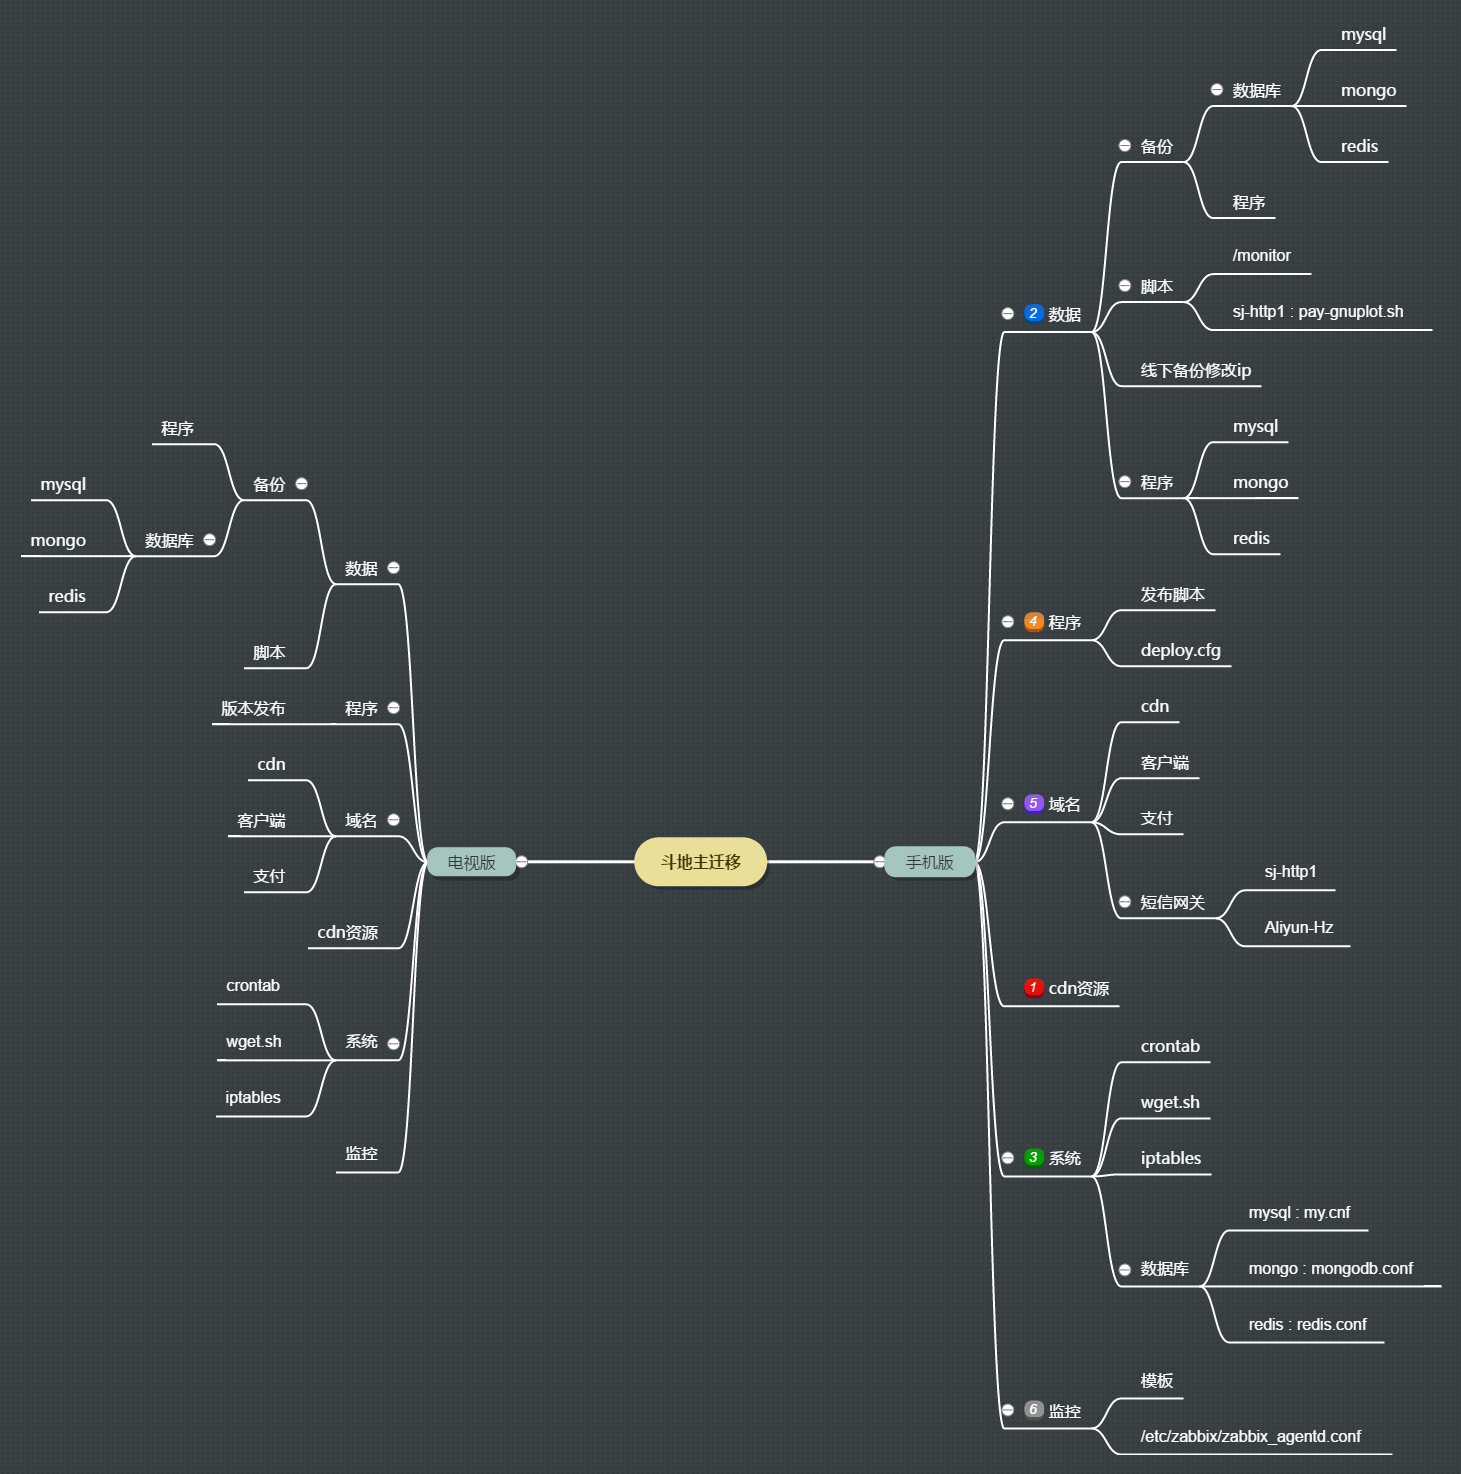 斗地主迁移
手机版
2 数据
备份
数据库
mysql
mongo
redis
程序
脚本
/monitor
sj-http1 : pay-gnuplot.sh
线下备份修改ip
程序
mysql
mongo
redis
4 程序
发布脚本
deploy.cfg
5 域名
cdn
客户端
支付
短信网关
sj-http1
Aliyun-Hz
1 cdn资源
3 系统
crontab
wget.sh
iptables
数据库
mysql : my.cnf
mongo : mongodb.conf
redis : redis.conf
6 监控
模板
/etc/zabbix/zabbix_agentd.conf
电视版
数据
备份
程序
数据库
mysql
mongo
redis
脚本
程序
版本发布
域名
cdn
客户端
支付
cdn资源
系统
crontab
wget.sh
iptables
监控